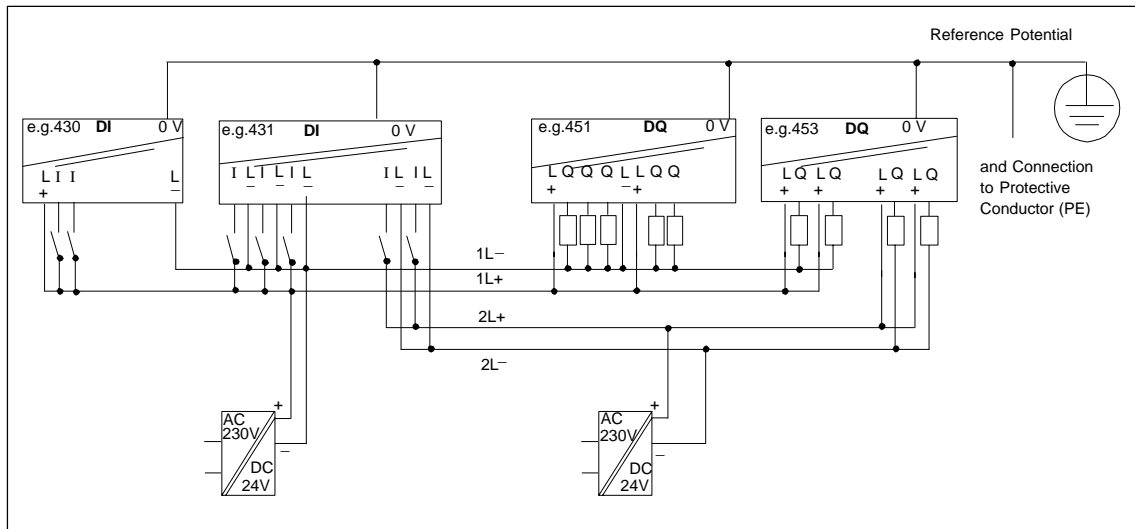 Reference Potential
e.g.430 DI 0 V
e.g.431 DI 0 V
e.g.451 DQ 0 V
e.g.453 DQ 0 V
L I I L
+ –
I L I L I L I L I L
– – – – –
L Q Q Q L L Q Q
+ – +
L Q L Q L Q L Q
+ + + +
and Connection
to Protective
Conductor (PE)
1L–
1L+
2L+
2L–
AC
230V
DC
24V
+
–
AC
230V
DC
24V
+
–